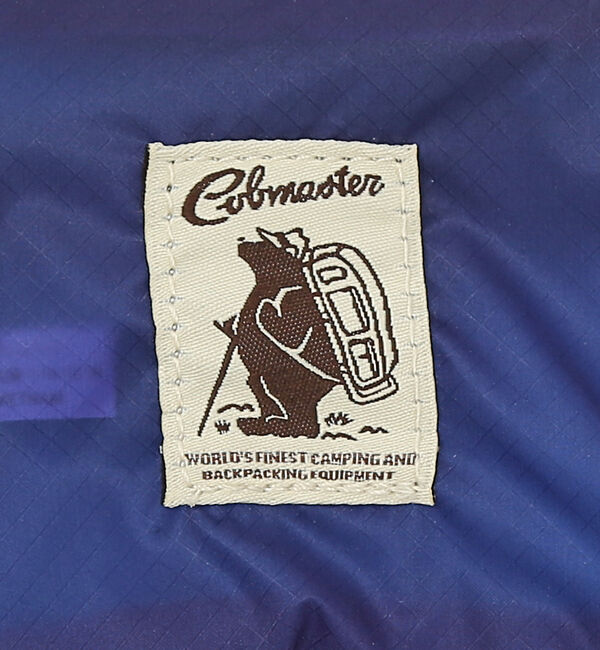 Cobmaster
WORLD'S FINEST CAMPING AND
BACKPACKING EQUIPMENT